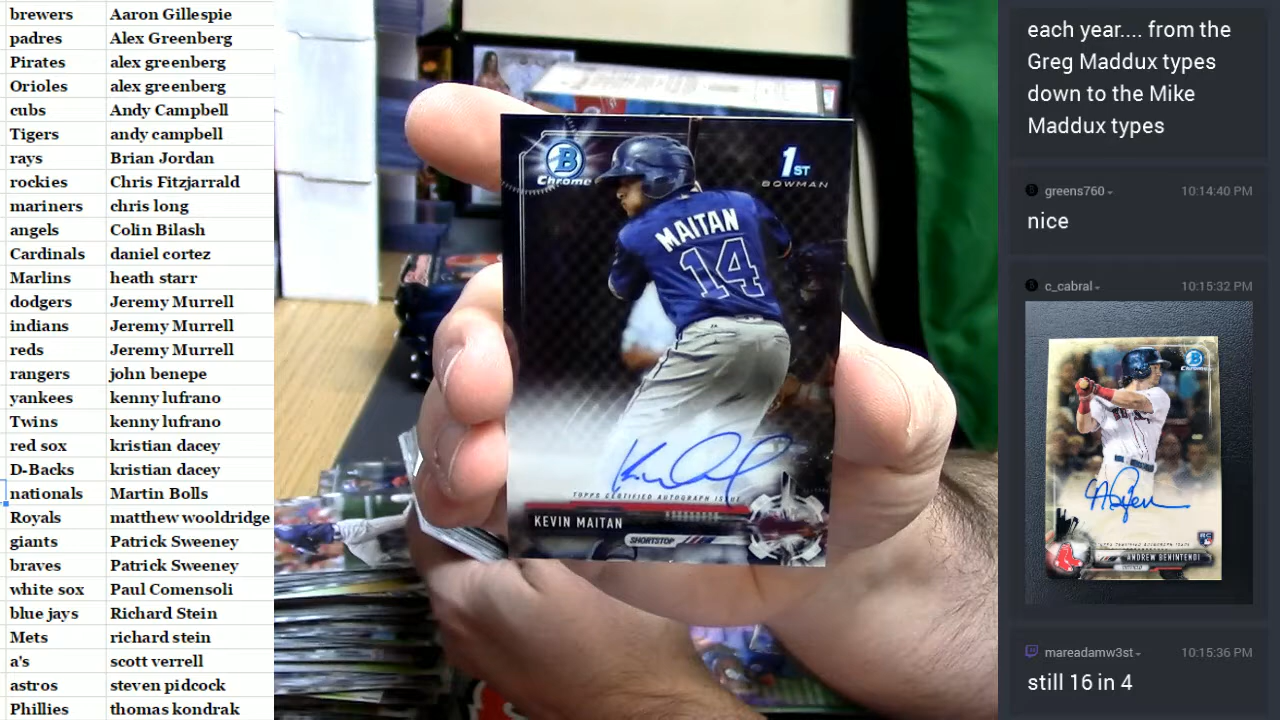 brewers Aaron Gillespie
padres Alex Greenberg
Pirates alex greenberg
Orioles alex greenberg
cubs Andy Campbell
Tigers andy campbell
rays Brian Jordan
rockies Chris Fitzjarrald
mariners chris long
angels Colin Bilash
Cardinals daniel cortez
Marlins heath starr
dodgers Jeremy Murrell
indians Jeremy Murrell
reds Jeremy Murrell
rangers john benepe
yankees kenny lufrano
Twins kenny lufrano
red sox kristian dacey
D-Backs kristian dacey
nationals Martin Bolls
Royals matthew wooldridge
giants Patrick Sweeney
braves Patrick Sweeney
white sox Paul Comensoli
blue jays Richard Stein
Mets richard stein
a's scott verrell
astros steven pidcock
Phillies thomas kondrak
B
Chrome
1ST
BOWMAN
MAITAN
14
TOPPS CERTIFIED AUTOGRAPH ISSUE
KEVIN MAITAN
SHORTSTOP
each year.... from the
Greg Maddux types
down to the Mike
Maddux types
greens760 10:14:40 PM
nice
c_cabral 10:15:32 PM
B
Chrome
TOPPS CERTIFIED AUTOGRAPH ISSUE
RC
ANDREW BENINTENDI
mareadamw3st 10:15:36 PM
still 16 in 4